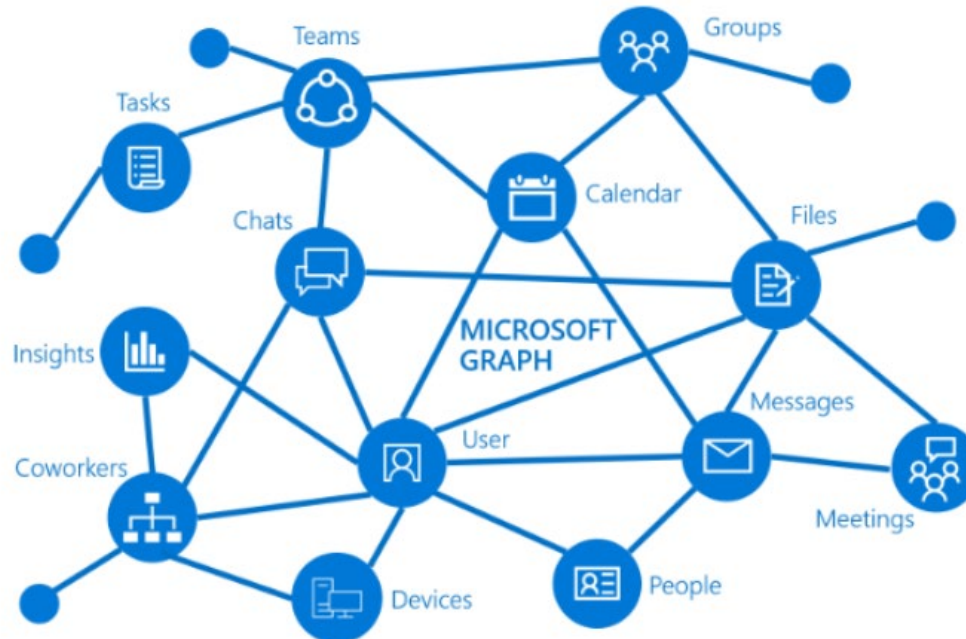 Teams
Groups
Tasks
Calendar
Chats
Files
MICROSOFT
GRAPH
Insights
Messages
User
Coworkers
Meetings
Devices
People